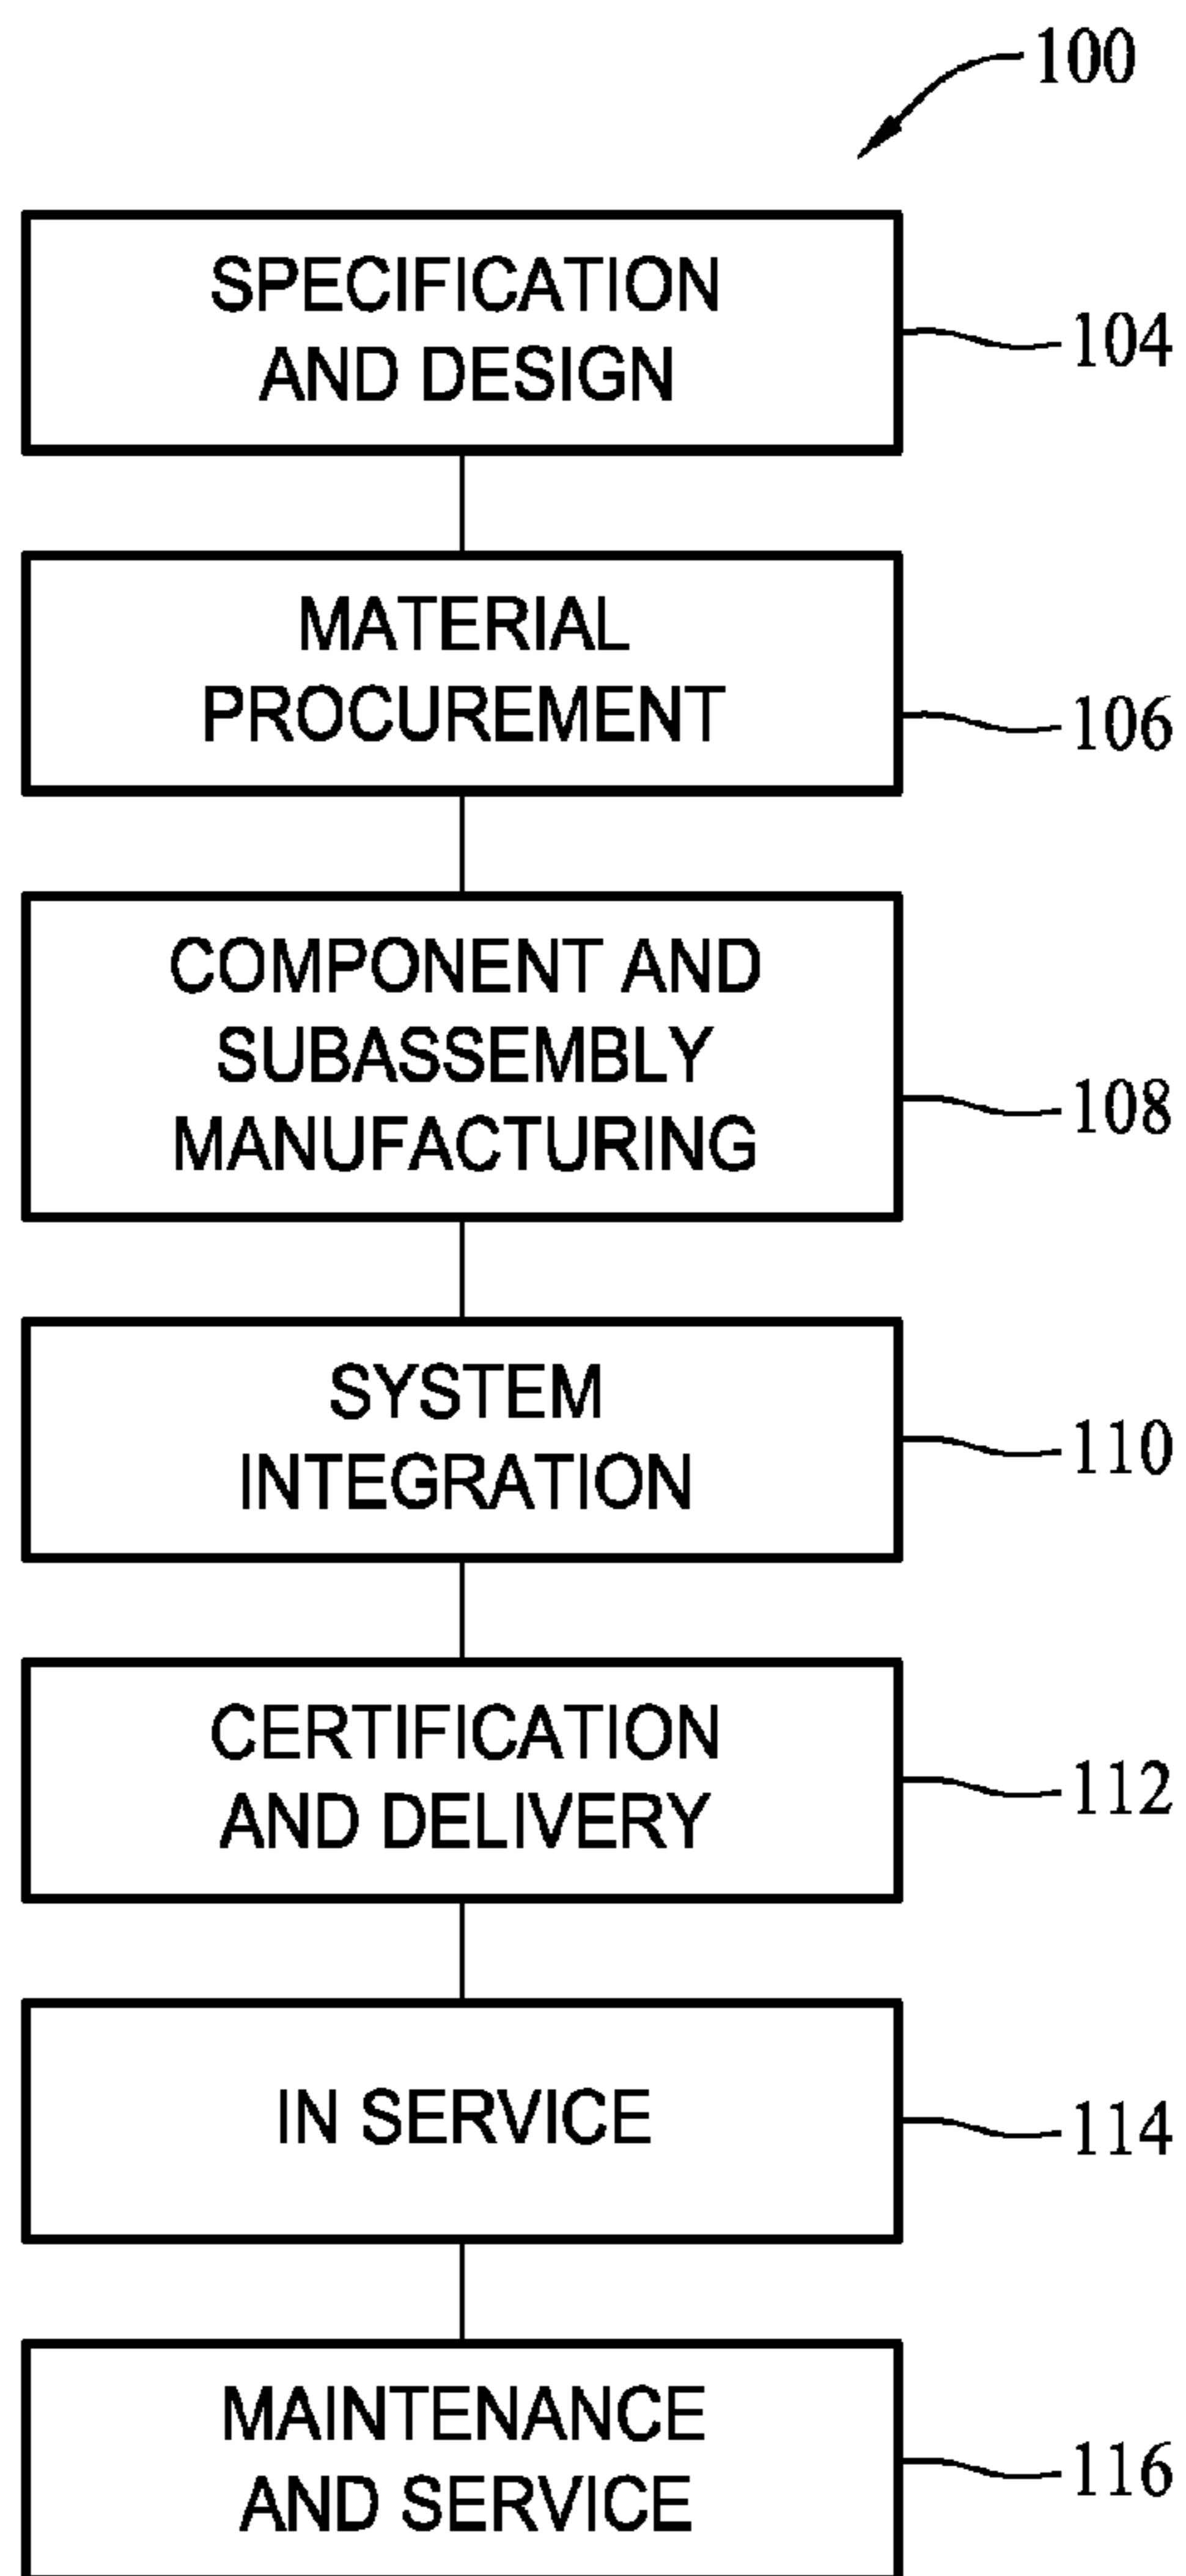 100
SPECIFICATION
AND DESIGN
104
MATERIAL
PROCUREMENT
106
COMPONENT AND
SUBASSEMBLY
MANUFACTURING
108
SYSTEM
INTEGRATION
110
CERTIFICATION
AND DELIVERY
112
IN SERVICE
114
MAINTENANCE
AND SERVICE
116